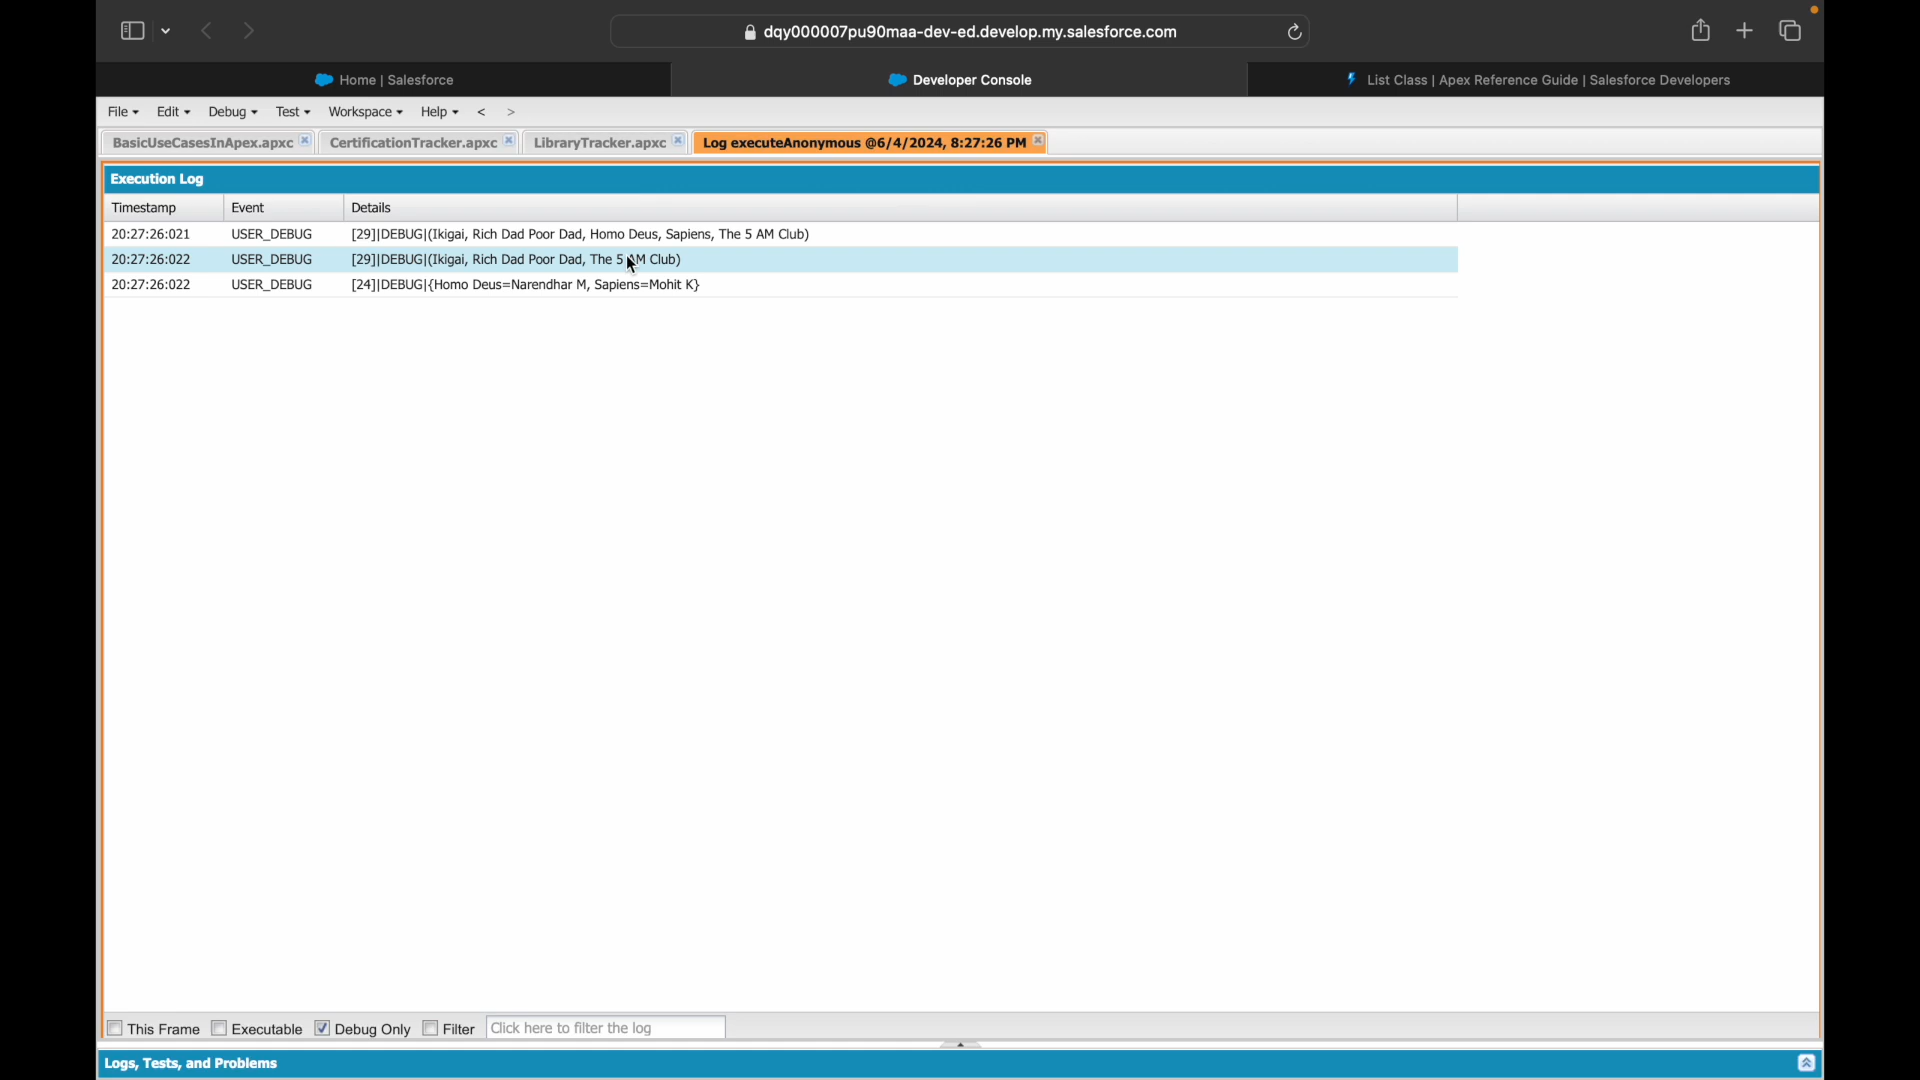 dqy000007pu90maa-dev-ed.develop.my.salesforce.com
Home | Salesforce
Developer Console
List Class | Apex Reference Guide | Salesforce Developers
File Edit Debug Test Workspace Help < >
BasicUseCasesInApex.apxc CertificationTracker.apxc LibraryTracker.apxc Log executeAnonymous @6/4/2024, 8:27:26 PM
Execution Log
Timestamp Event Details
20:27:26:021 USER_DEBUG [29]|DEBUG|(Ikigai, Rich Dad Poor Dad, Homo Deus, Sapiens, The 5 AM Club)
20:27:26:022 USER_DEBUG [29]|DEBUG|(Ikigai, Rich Dad Poor Dad, The 5 AM Club)
20:27:26:022 USER_DEBUG [24]|DEBUG|{Homo Deus=Narendhar M, Sapiens=Mohit K}
This Frame Executable Debug Only Filter Click here to filter the log
Logs, Tests, and Problems